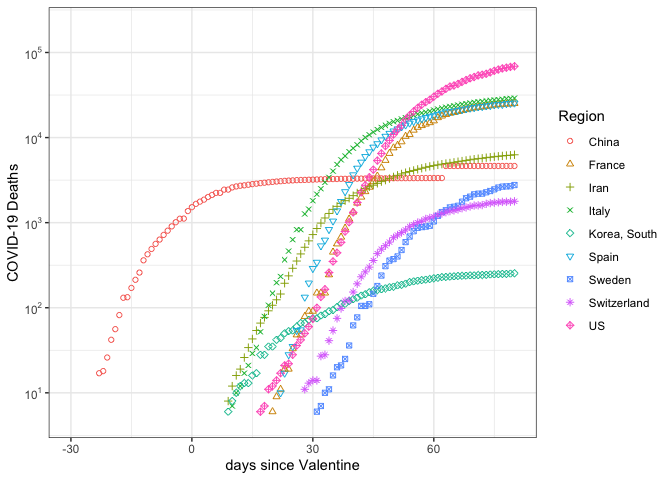 COVID-19 Deaths
10^5
10^4
10^3
10^2
10^1
-30
0
30
60
days since Valentine
Region
China
France
Iran
Italy
Korea, South
Spain
Sweden
Switzerland
US